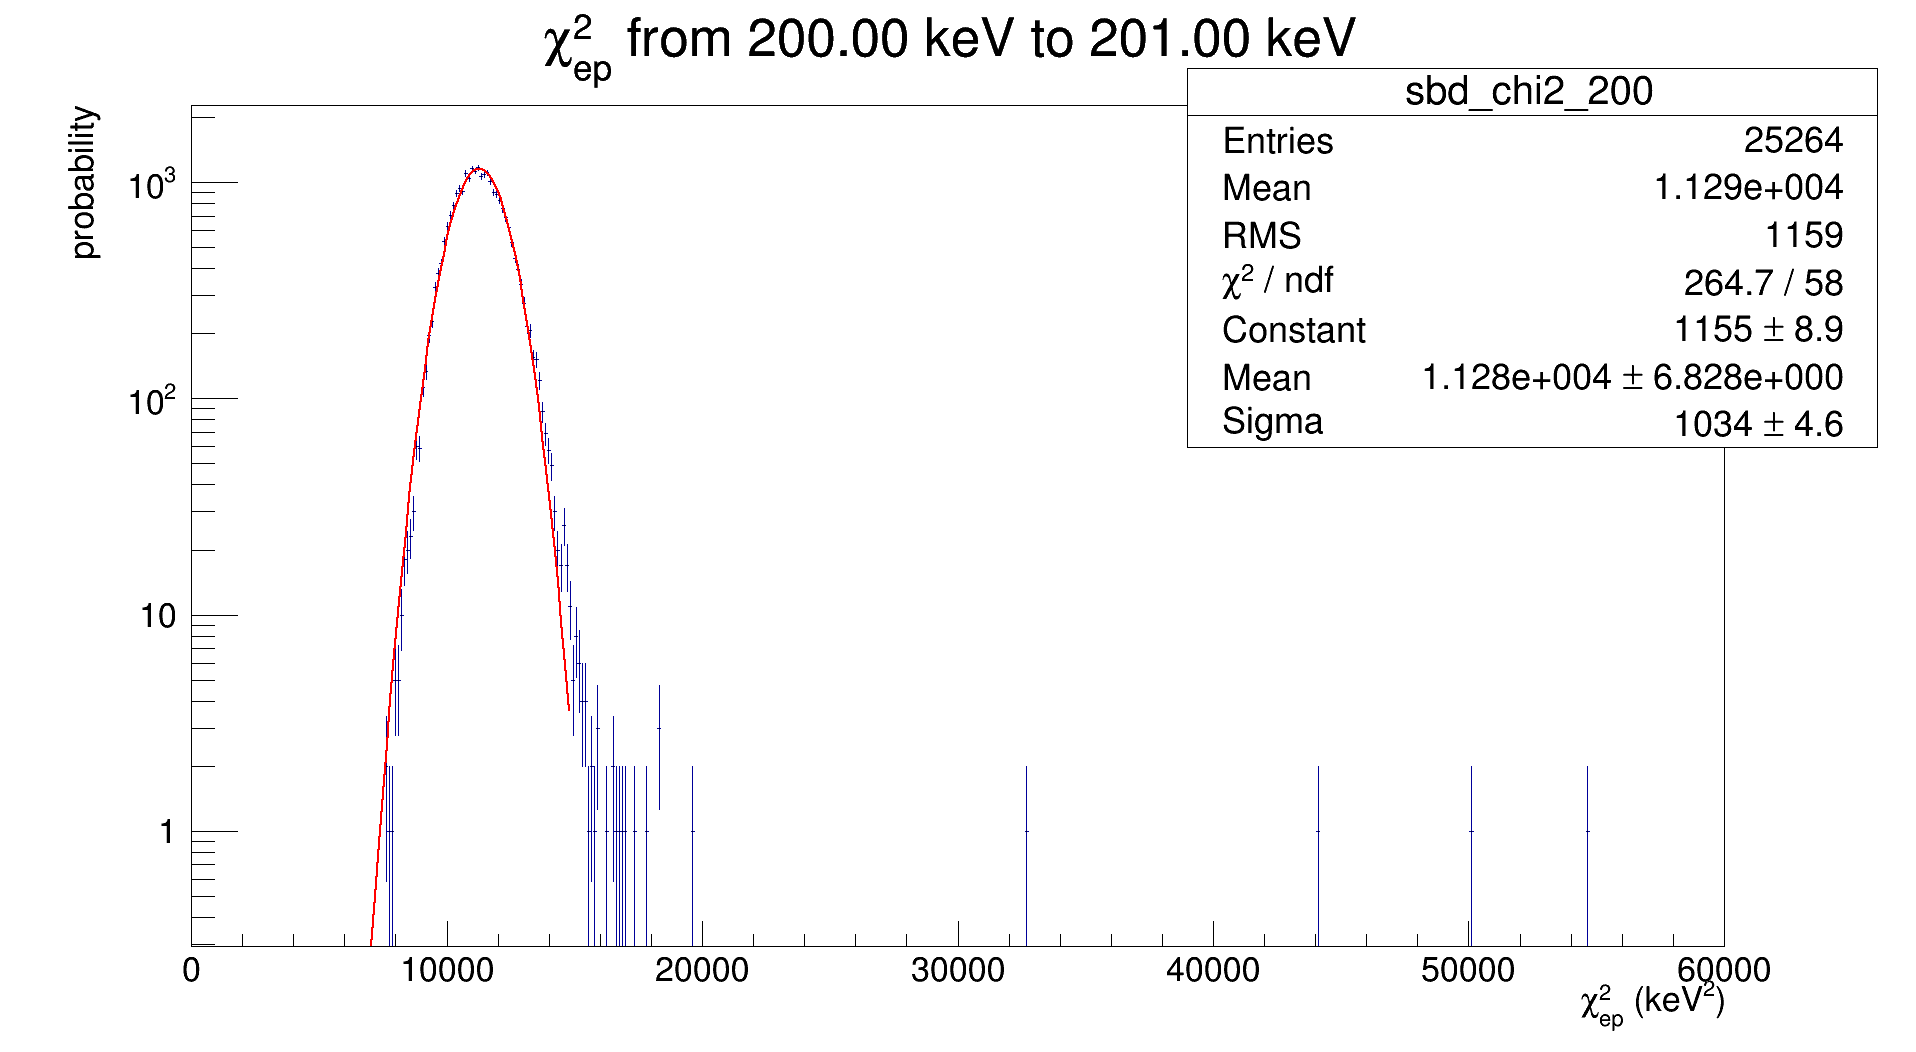 χ²ep from 200.00 keV to 201.00 keV
sbd_chi2_200
Entries 25264
Mean 1.129e+004
RMS 1159
χ² / ndf 264.7 / 58
Constant 1155 ± 8.9
Mean 1.128e+004 ± 6.828e+000
Sigma 1034 ± 4.6
probability
10³
10²
10
1
0 10000 20000 30000 40000 50000 60000
χ²ep (keV²)